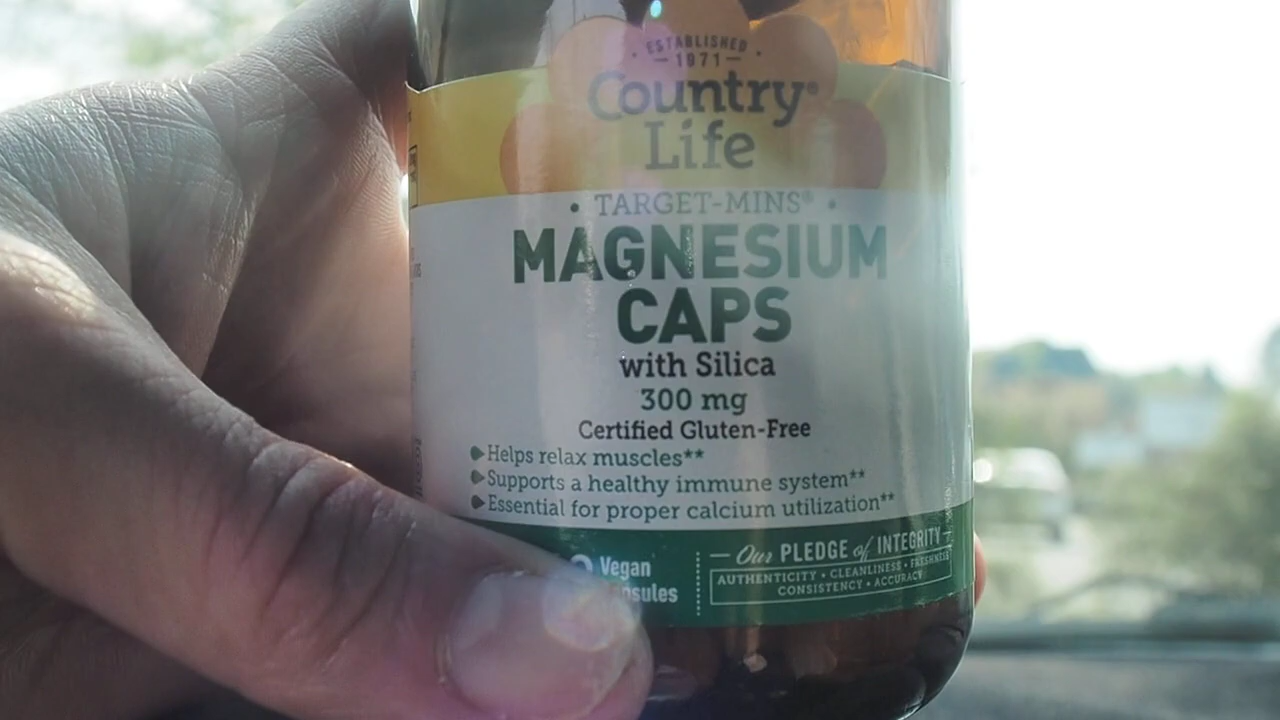 ESTABLISHED
1971
Country®
Life
• TARGET-MINS® •
MAGNESIUM
CAPS
with Silica
300 mg
Certified Gluten-Free
Helps relax muscles**
Supports a healthy immune system**
Essential for proper calcium utilization**
Vegan
Our PLEDGE of INTEGRITY
AUTHENTICITY • CLEANLINESS • FRESHNESS
CONSISTENCY • ACCURACY